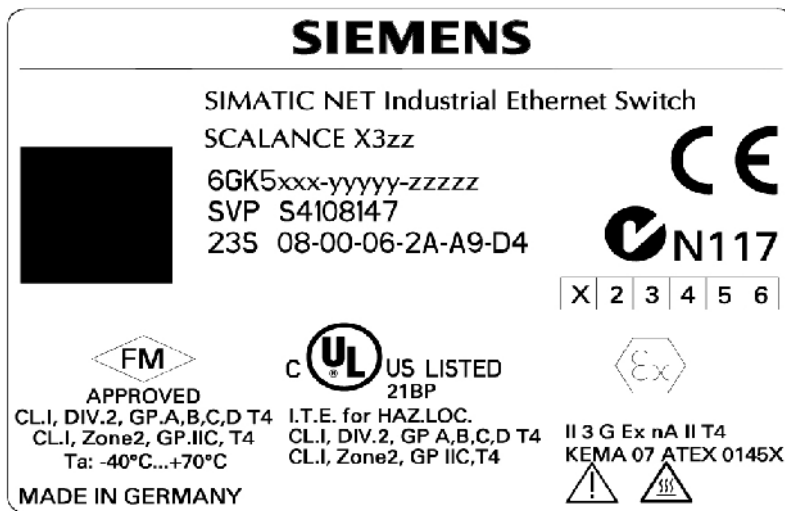 SIEMENS
SIMATIC NET Industrial Ethernet Switch
SCALANCE X3zz
6GK5xxx-yyyyy-zzzzz
SVP S4108147
23S 08-00-06-2A-A9-D4
CE
N117
X 2 3 4 5 6
FM
APPROVED
CL.I, DIV.2, GP.A,B,C,D T4
CL.I, Zone2, GP.IIC, T4
Ta: -40°C...+70°C
C UL ® US LISTED
21BP
I.T.E. for HAZ.LOC.
CL.I, DIV.2, GP A,B,C,D T4
CL.I, Zone2, GP IIC,T4
Ex
II 3 G Ex nA II T4
KEMA 07 ATEX 0145X
MADE IN GERMANY